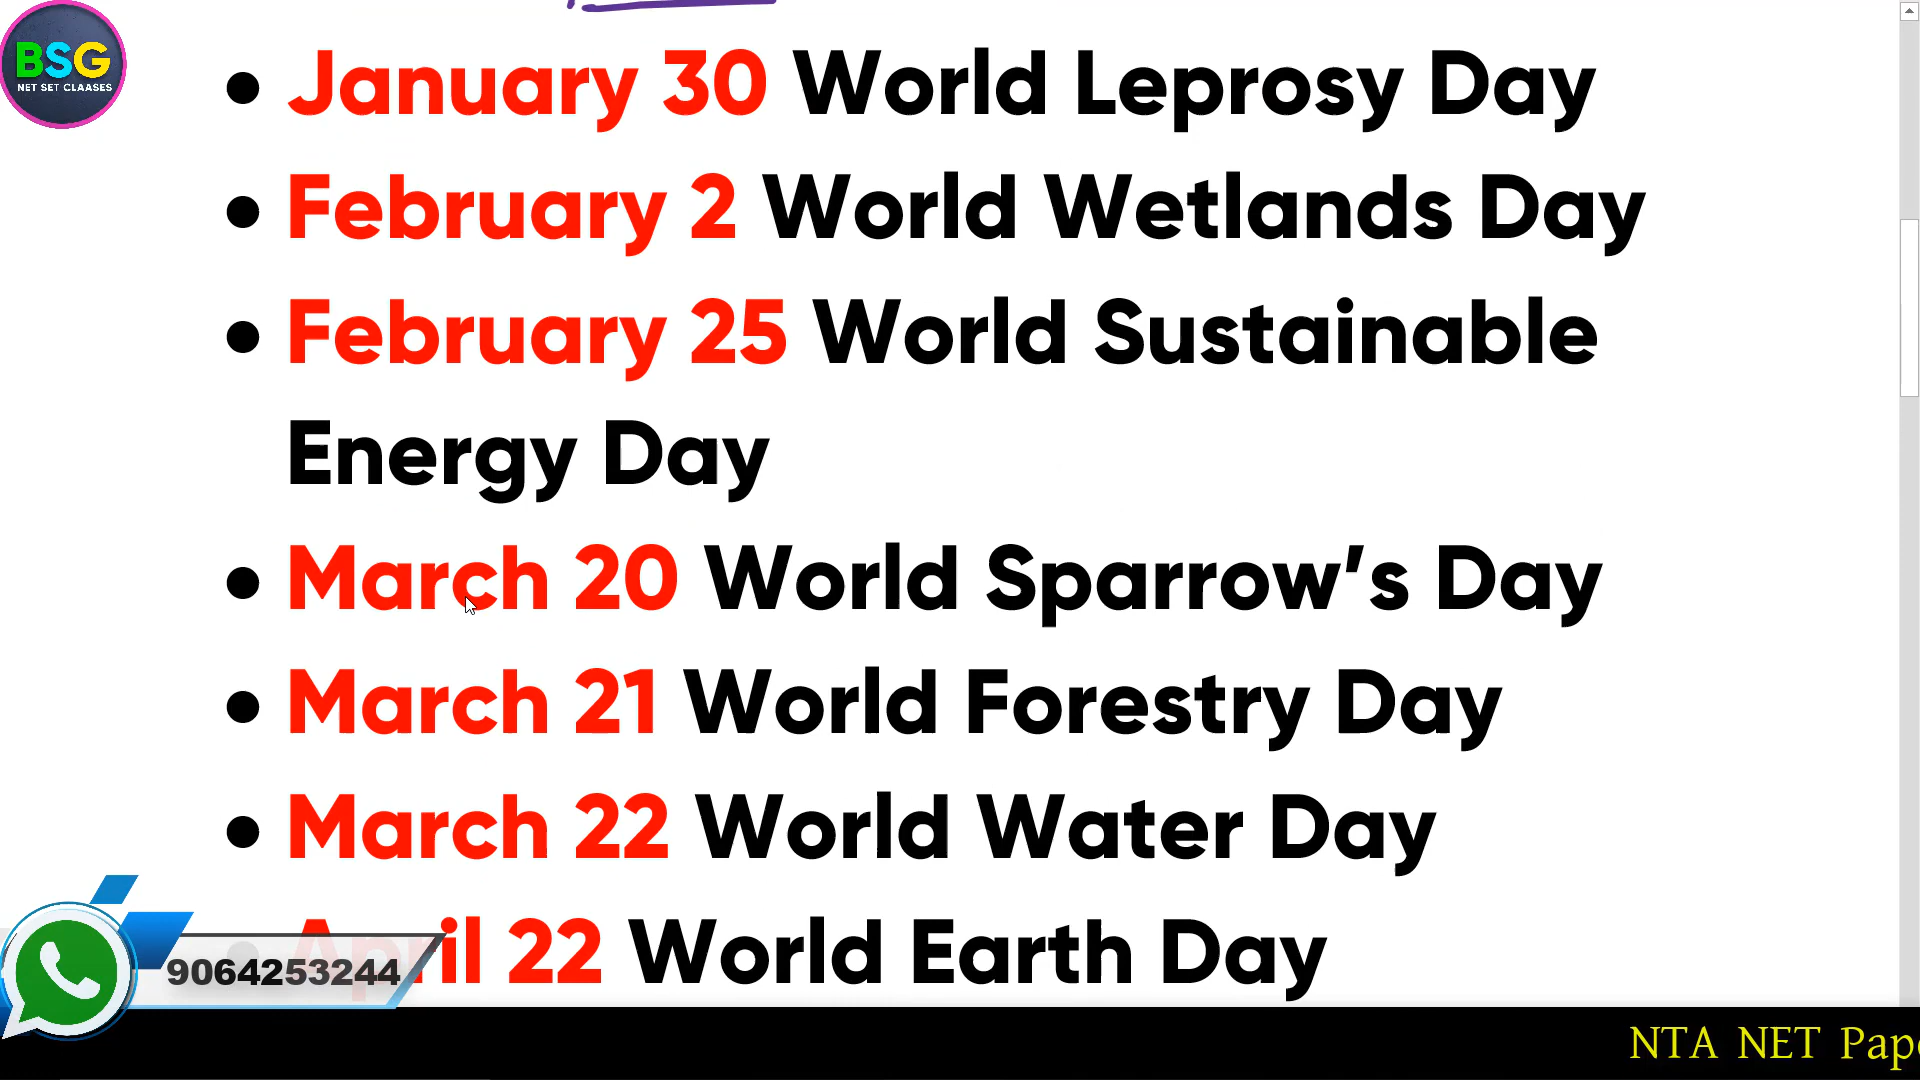 BSG
NET SET CLAASES
• January 30 World Leprosy Day
• February 2 World Wetlands Day
• February 25 World Sustainable
Energy Day
• March 20 World Sparrow’s Day
• March 21 World Forestry Day
• March 22 World Water Day
• April 22 World Earth Day
9064253244
NTA NET